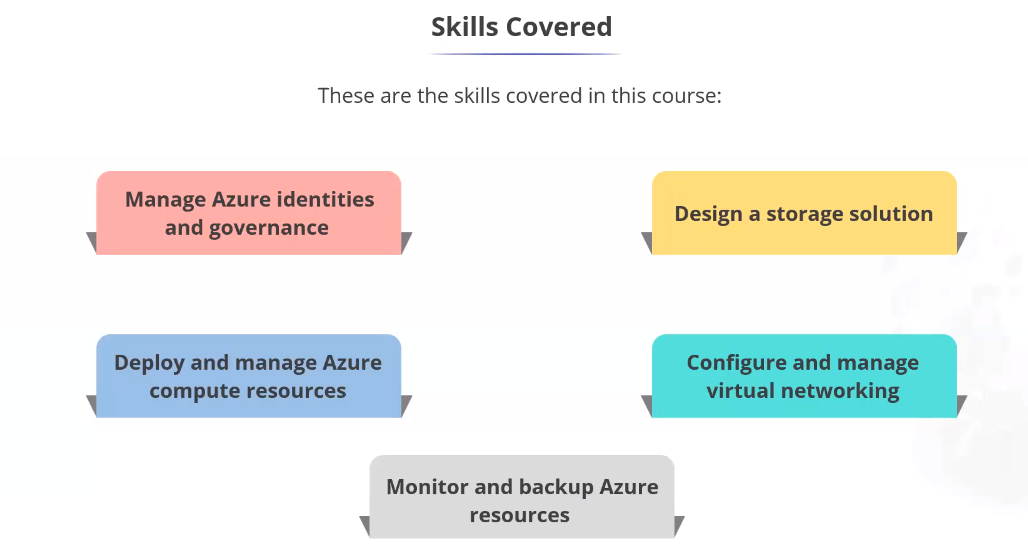 Skills Covered
These are the skills covered in this course:
Manage Azure identities
and governance
Design a storage solution
Deploy and manage Azure
compute resources
Configure and manage
virtual networking
Monitor and backup Azure
resources